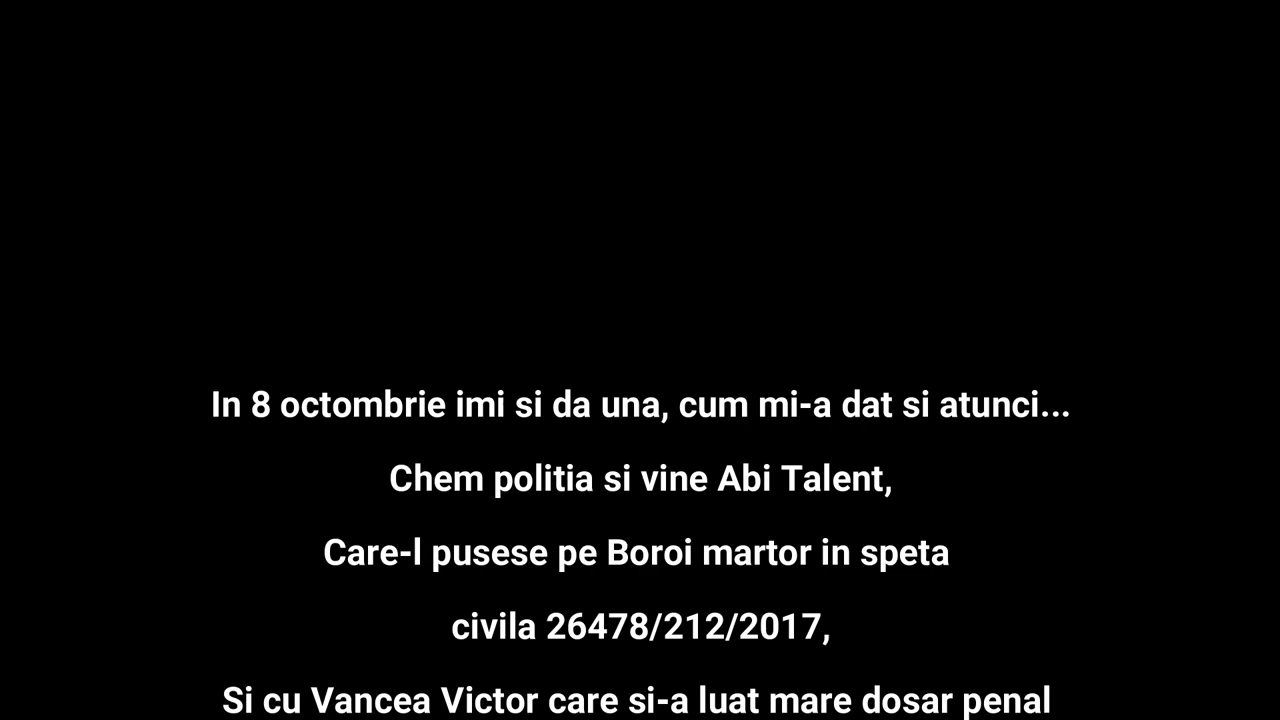 In 8 octombrie imi si da una, cum mi-a dat si atunci...
Chem politia si vine Abi Talent,
Care-l pusese pe Boroi martor in speta
civila 26478/212/2017,
Si cu Vancea Victor care si-a luat mare dosar penal